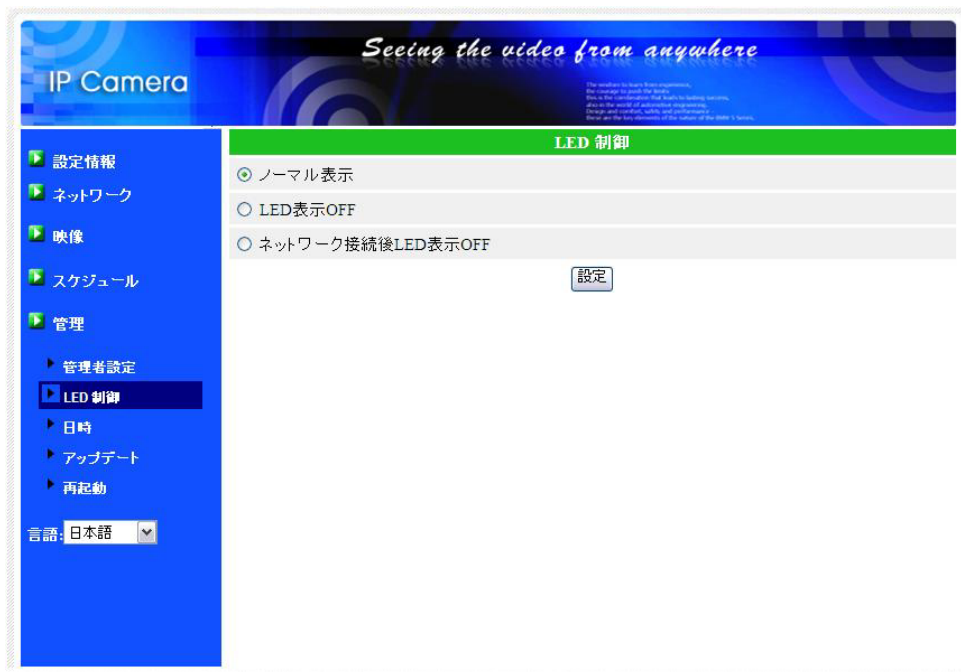 Seeing the video from anywhere
IP Camera
LED 制御
設定情報
ネットワーク
映像
スケジュール
管理
管理者設定
LED 制御
日時
アップデート
再起動
言語:日本語
ノーマル表示
LED表示OFF
ネットワーク接続後LED表示OFF
設定